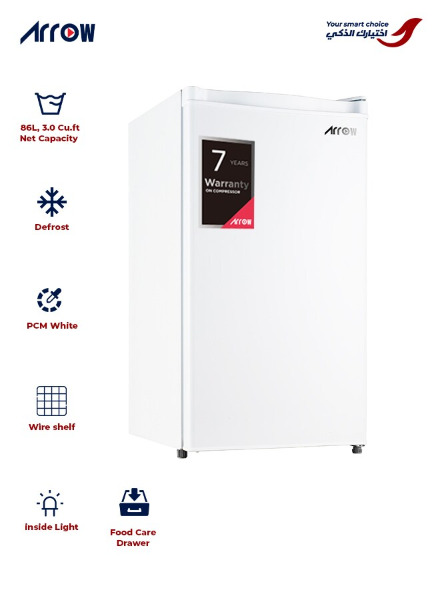 Arrow
Your smart choice
اختيارك الذكي
86L, 3.0 Cu.ft
Net Capacity
Arrow
7 YEARS
Warranty
ON COMPRESSOR
Arrow
Defrost
PCM White
Wire shelf
inside Light
Food Care
Drawer